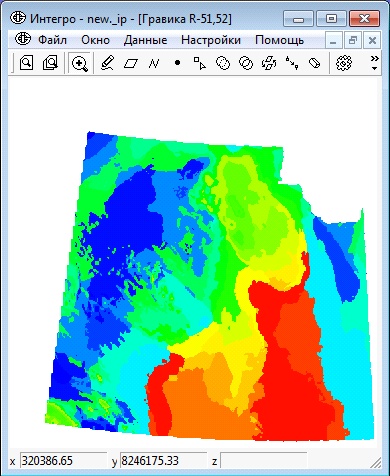 Интегро - new._ip - [Гравика R-51,52]
Файл Окно Данные Настройки Помощь
x 320386.65 y 8246175.33 z